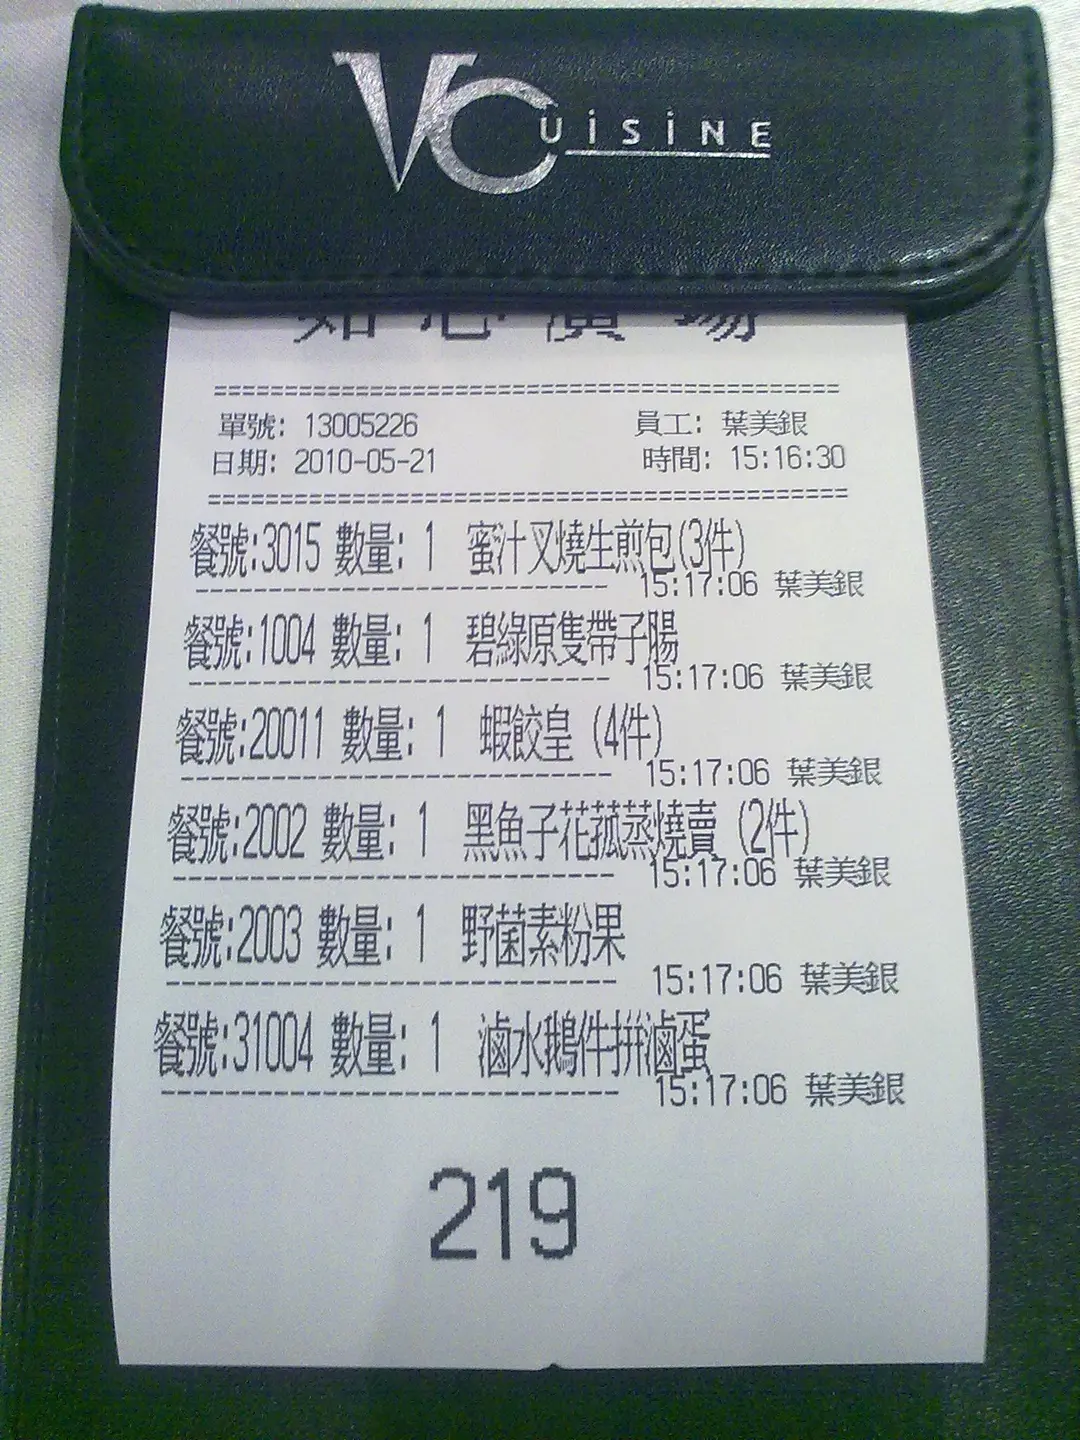 VCUiSiNE
如心廣場
========================================
單號: 13005226 員工: 葉美銀
日期: 2010-05-21 時間: 15:16:30
========================================
餐號:3015 數量: 1 蜜汁叉燒生煎包(3件)
--------------------------- 15:17:06 葉美銀
餐號:1004 數量: 1 碧綠原隻帶子腸
--------------------------- 15:17:06 葉美銀
餐號:20011 數量: 1 蝦餃皇 (4件)
--------------------------- 15:17:06 葉美銀
餐號:2002 數量: 1 黑魚子花菰蒸燒賣 (2件)
--------------------------- 15:17:06 葉美銀
餐號:2003 數量: 1 野菌素粉果
--------------------------- 15:17:06 葉美銀
餐號:31004 數量: 1 滷水鵝件拼滷蛋
--------------------------- 15:17:06 葉美銀
219